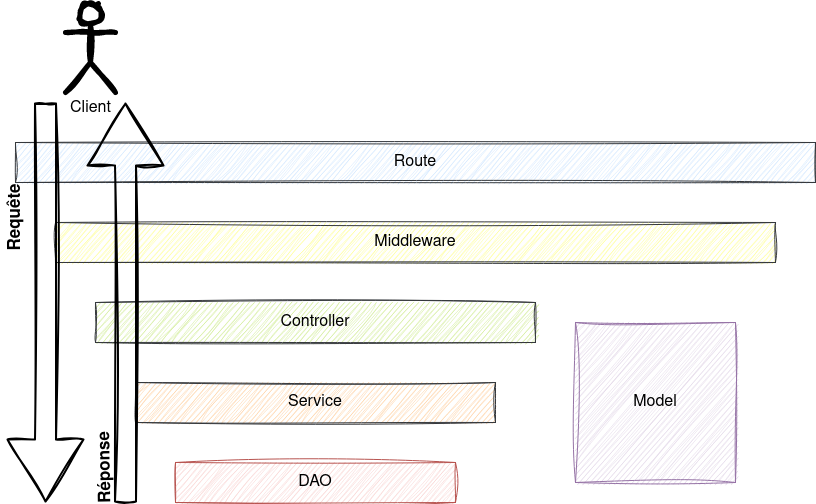 Client
Route
Requête
Middleware
Controller
Service
Model
Réponse
DAO